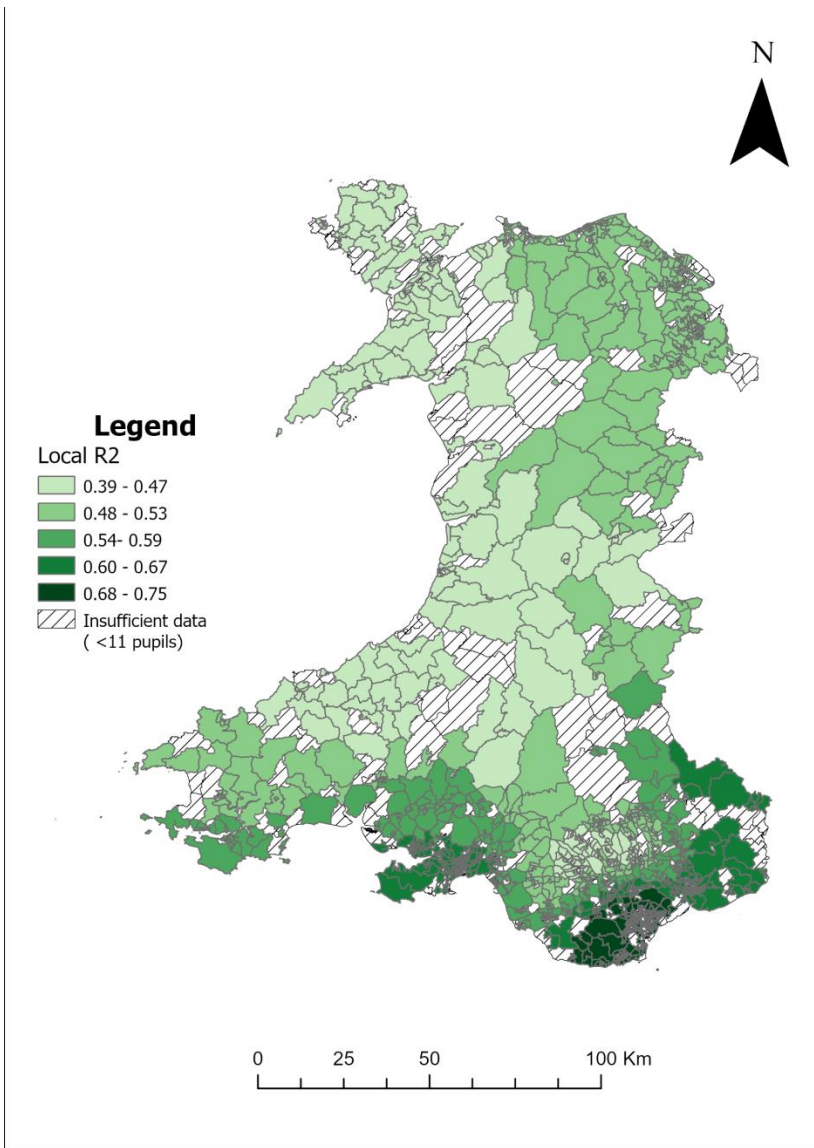 N
Legend
Local R2
0.39 - 0.47
0.48 - 0.53
0.54- 0.59
0.60 - 0.67
0.68 - 0.75
Insufficient data
( <11 pupils)
0 25 50 100 Km